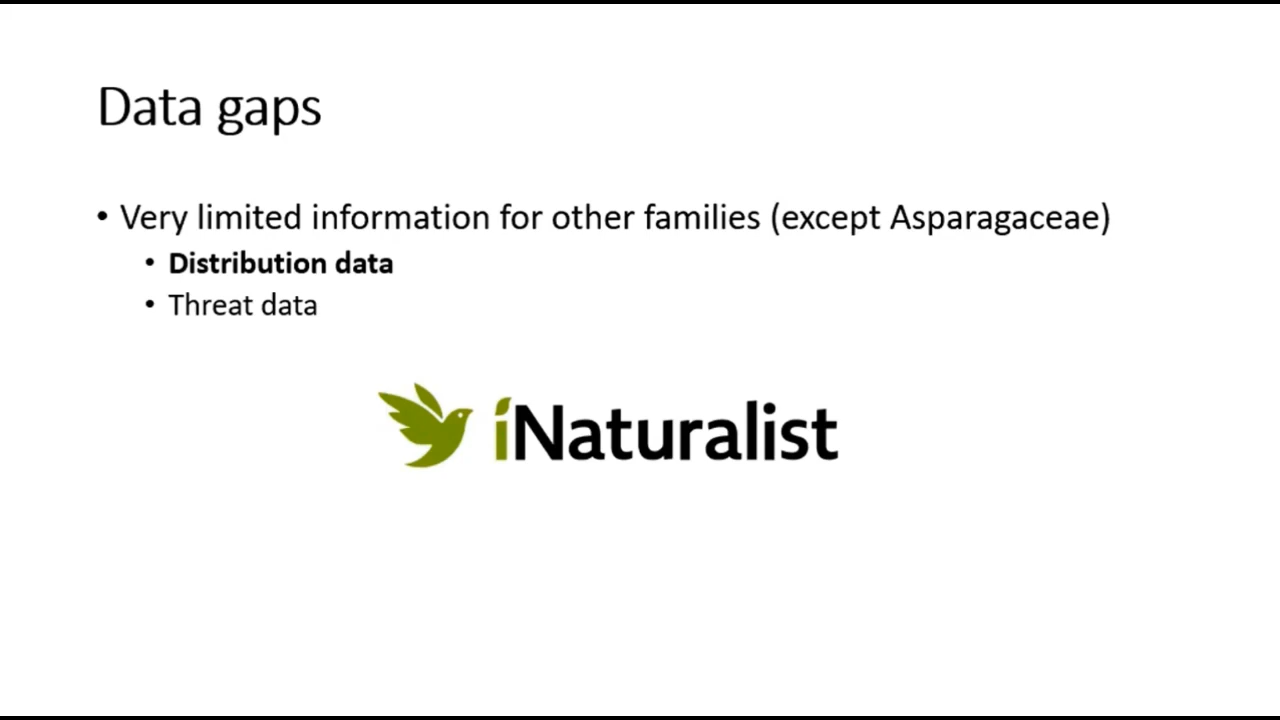 Data gaps
• Very limited information for other families (except Asparagaceae)
• Distribution data
• Threat data
iNaturalist